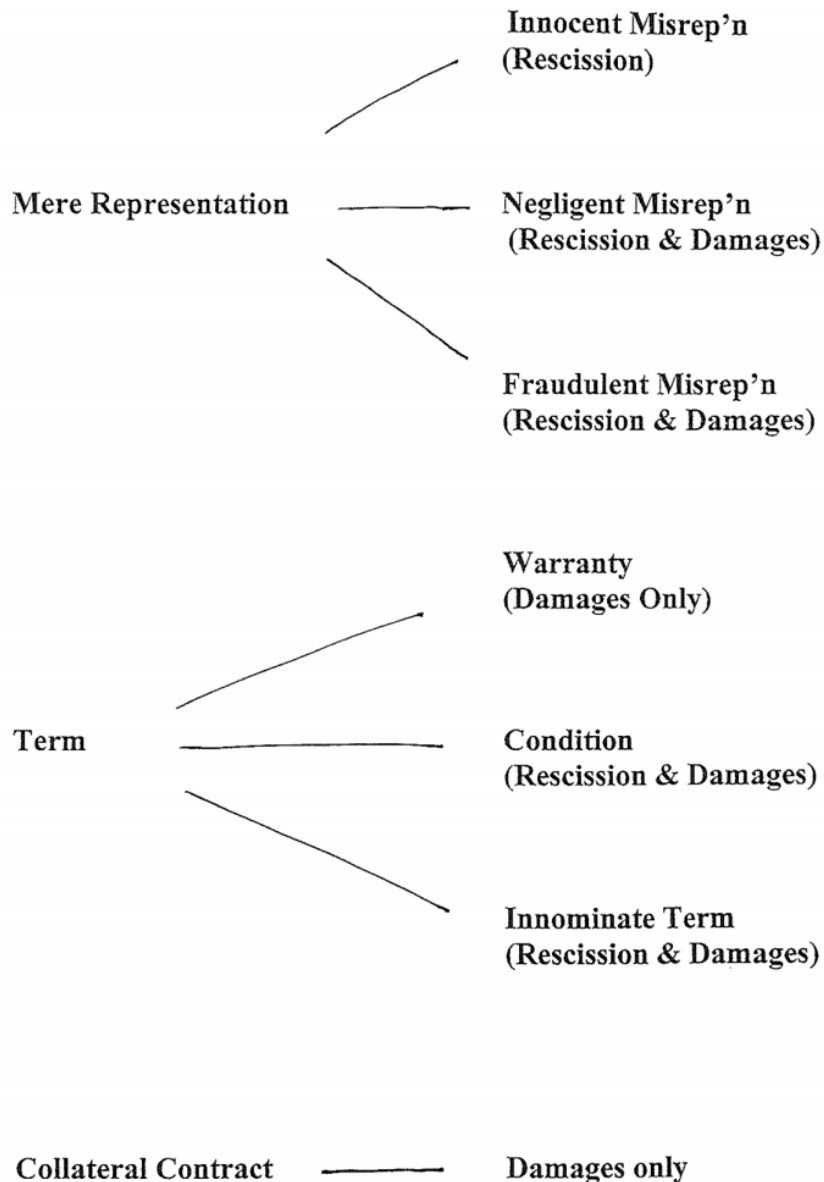 Innocent Misrep’n
(Rescission)
Mere Representation
Negligent Misrep’n
(Rescission & Damages)
Fraudulent Misrep’n
(Rescission & Damages)
Warranty
(Damages Only)
Term
Condition
(Rescission & Damages)
Innominate Term
(Rescission & Damages)
Collateral Contract
Damages only